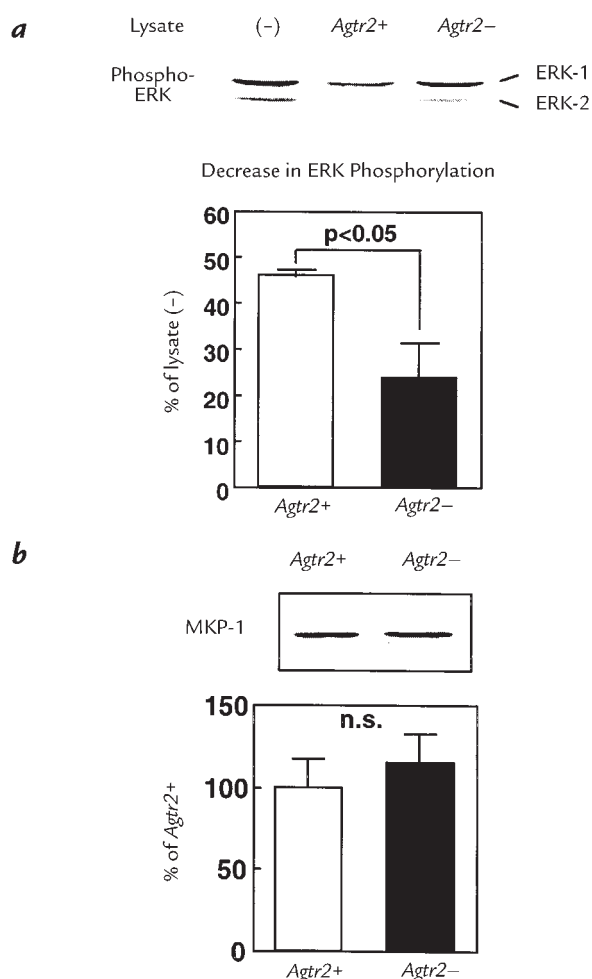 a
Lysate (-) Agtr2+ Agtr2–
Phospho-
ERK
ERK-1
ERK-2
Decrease in ERK Phosphorylation
% of lysate (-)
60
50
40
30
20
10
0
p<0.05
Agtr2+ Agtr2–
b
Agtr2+ Agtr2–
MKP-1
% of Agtr2+
150
100
50
0
n.s.
Agtr2+ Agtr2–